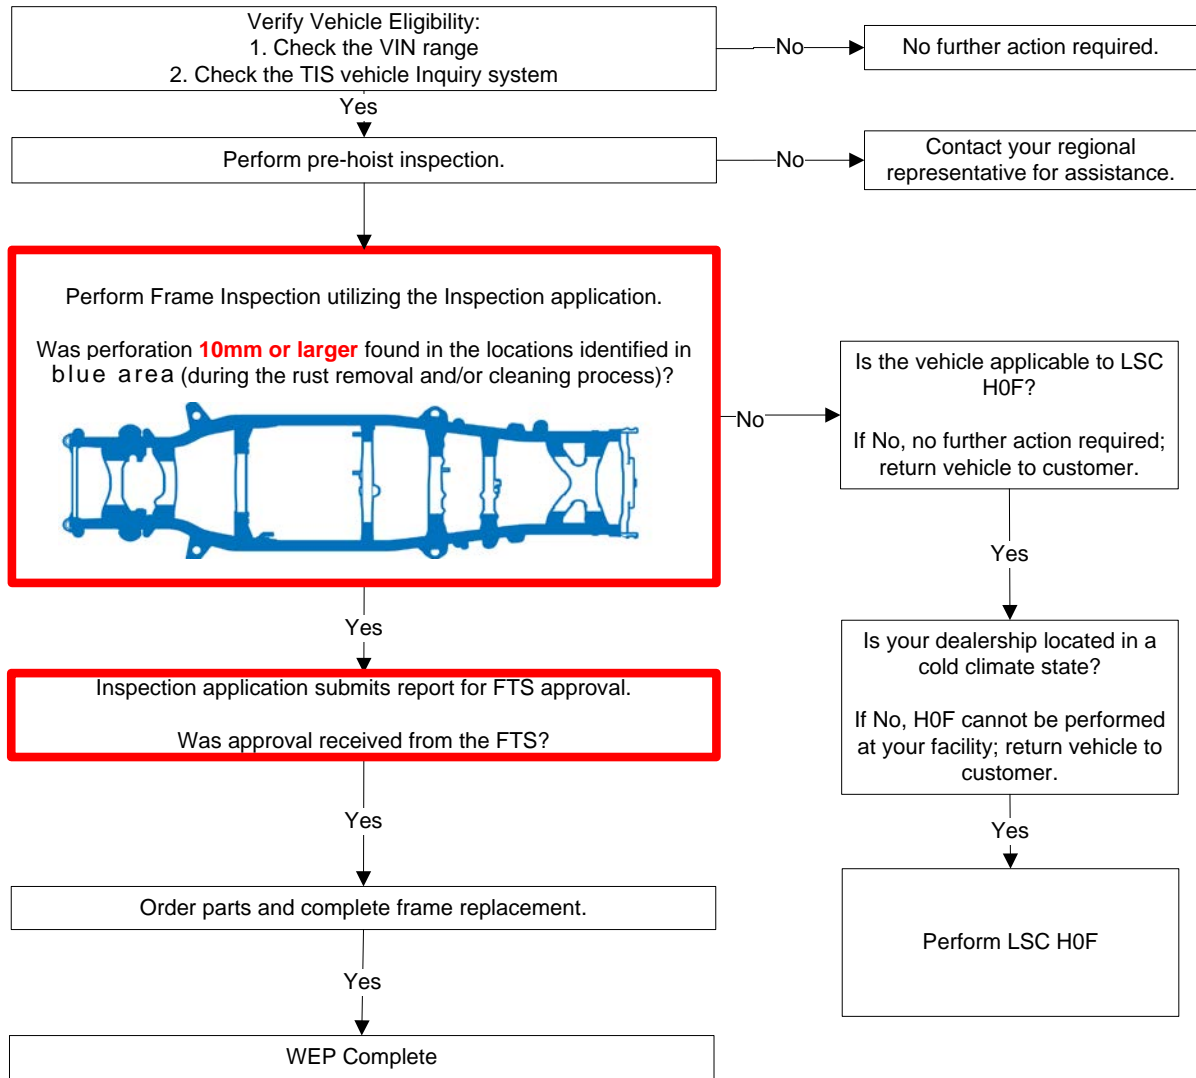 Verify Vehicle Eligibility:
1. Check the VIN range
2. Check the TIS vehicle Inquiry system
No
No further action required.
Yes
Perform pre-hoist inspection.
No
Contact your regional
representative for assistance.
Perform Frame Inspection utilizing the Inspection application.
Was perforation 10mm or larger found in the locations identified in
blue area (during the rust removal and/or cleaning process)?
No
Is the vehicle applicable to LSC
H0F?
If No, no further action required;
return vehicle to customer.
Yes
Yes
Inspection application submits report for FTS approval.
Was approval received from the FTS?
Is your dealership located in a
cold climate state?
If No, H0F cannot be performed
at your facility; return vehicle to
customer.
Yes
Yes
Order parts and complete frame replacement.
Perform LSC H0F
Yes
WEP Complete